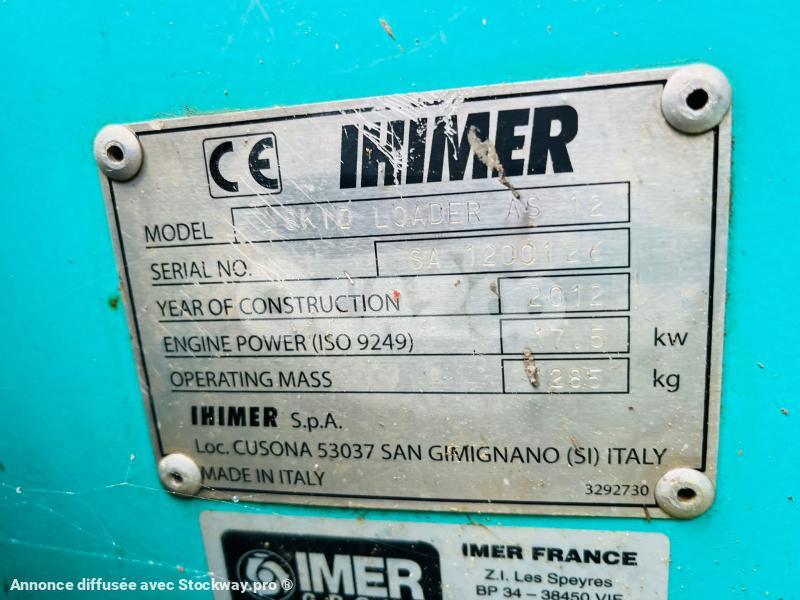 CE IHIMER
MODEL SKID LOADER AS 12
SERIAL NO. SA 1200126
YEAR OF CONSTRUCTION 2012
ENGINE POWER (ISO 9249) 17.5 kw
OPERATING MASS kg
IHIMER S.p.A.
Loc. CUSONA 53037 SAN GIMIGNANO (SI) ITALY
MADE IN ITALY 3292730
IMER
IMER FRANCE
Z.I. Les Speyres
BP 34 – 38450 VIF
Annonce diffusée avec Stockway.pro ®